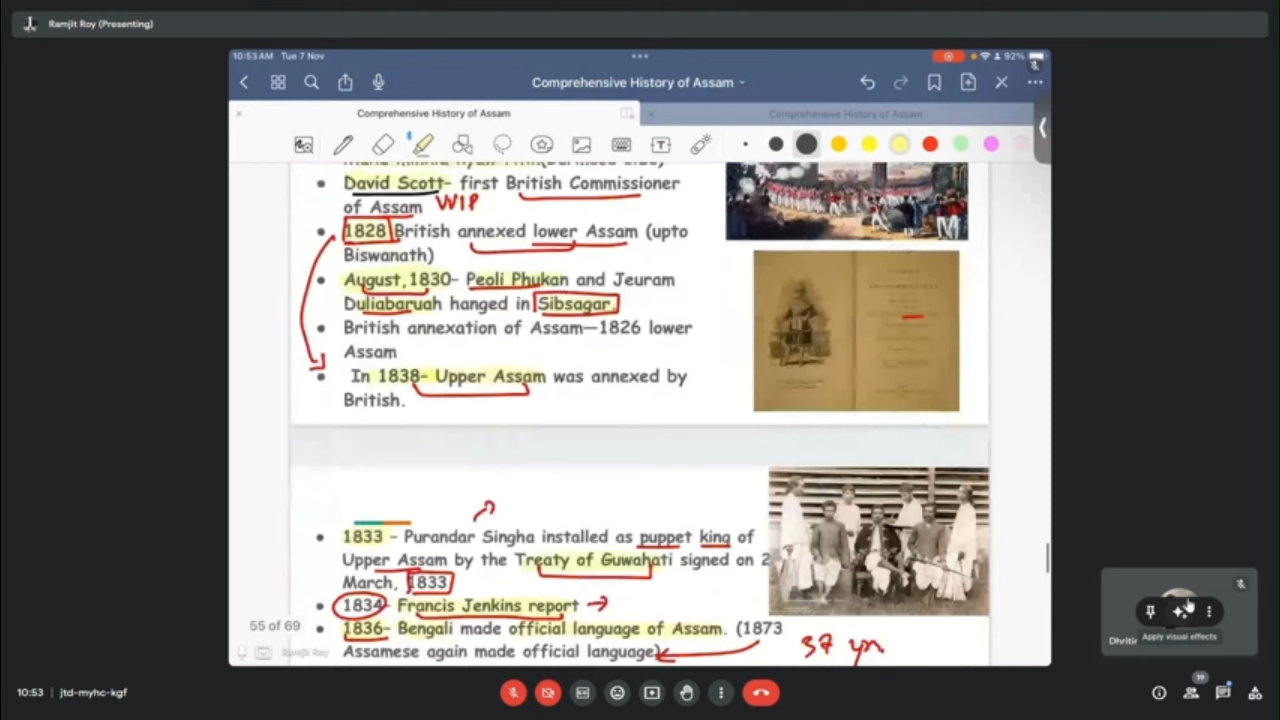 Ramjit Roy (Presenting)
10:53 AM Tue 7 Nov
92%
Comprehensive History of Assam
Comprehensive History of Assam
Comprehensive History of Assam
• David Scott- first British Commissioner
of Assam WIP
• 1828 British annexed lower Assam (upto
Biswanath)
• August,1830- Peoli Phukan and Jeuram
Duliabaruah hanged in Sibsagar.
• British annexation of Assam—1826 lower
Assam
• In 1838- Upper Assam was annexed by
British.
• 1833 - Purandar Singha installed as puppet king of
Upper Assam by the Treaty of Guwahati signed on 2
March, 1833
• 1834- Francis Jenkins report →
55 of 69
• 1836- Bengali made official language of Assam. (1873
Assamese again made official language)
37 yrs
Ramjit Roy
Apply visual effects
10:53 | jtd-myhc-kgf
19